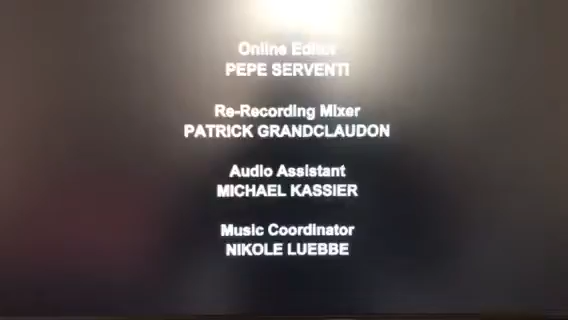 Online Editor
PEPE SERVENTI
Re-Recording Mixer
PATRICK GRANDCLAUDON
Audio Assistant
MICHAEL KASSIER
Music Coordinator
NIKOLE LUEBBE